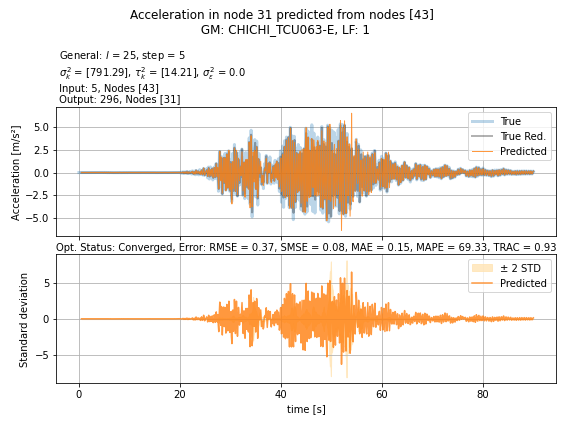 Acceleration in node 31 predicted from nodes [43]
GM: CHICHI_TCU063-E, LF: 1
General: l = 25, step = 5
σ²ₖ = [791.29], τ²ₖ = [14.21], σ²ₑ = 0.0
Input: 5, Nodes [43]
Output: 296, Nodes [31]
Acceleration [m/s²]
5.0
2.5
0.0
−2.5
−5.0
True
True Red.
Predicted
Opt. Status: Converged, Error: RMSE = 0.37, SMSE = 0.08, MAE = 0.15, MAPE = 69.33, TRAC = 0.93
Standard deviation
5
0
−5
± 2 STD
Predicted
0
20
40
60
80
time [s]